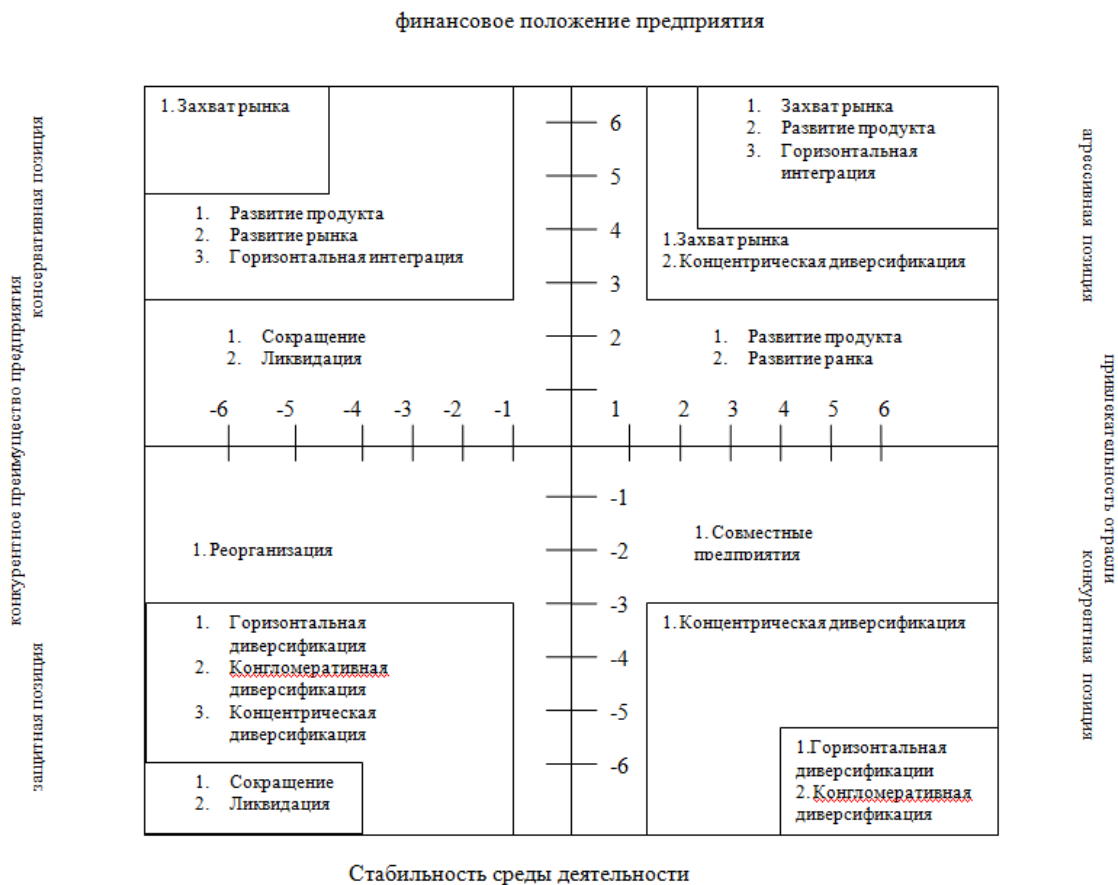 финансовое положение предприятия
1. Захват рынка
1. Развитие продукта
2. Развитие рынка
3. Горизонтальная интеграция
1. Сокращение
2. Ликвидация
6
5
4
3
2
1. Захват рынка
2. Развитие продукта
3. Горизонтальная
интеграция
1.Захват рынка
2. Концентрическая диверсификация
1. Развитие продукта
2. Развитие ранка
-6 -5 -4 -3 -2 -1 1 2 3 4 5 6
-1
-2
-3
-4
-5
-6
1. Реорганизация
1. Горизонтальная
диверсификация
2. Конгломеративная
диверсификация
3. Концентрическая
диверсификация
1. Сокращение
2. Ликвидация
1. Совместные
предприятия
1. Концентрическая диверсификация
1.Горизонтальная
диверсификации
2. Конгломеративная
диверсификация
консервативная позиция
конкурентное преимущество предприятия
защитная позиция
агрессивная позиция
привлекательность отрасли
конкурентная позиция
Стабильность среды деятельности